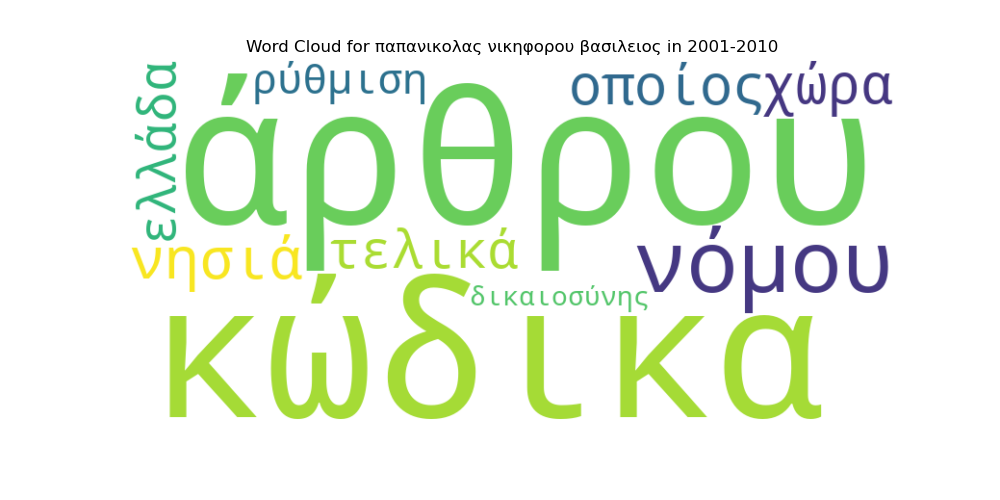 Word Cloud for παπανικολας νικηφορου βασιλειος in 2001-2010
ελλάδα
ρύθμιση
οποίος
χώρα
άρθρου
νησιά
τελικά
νόμου
δικαιοσύνης
κώδικα